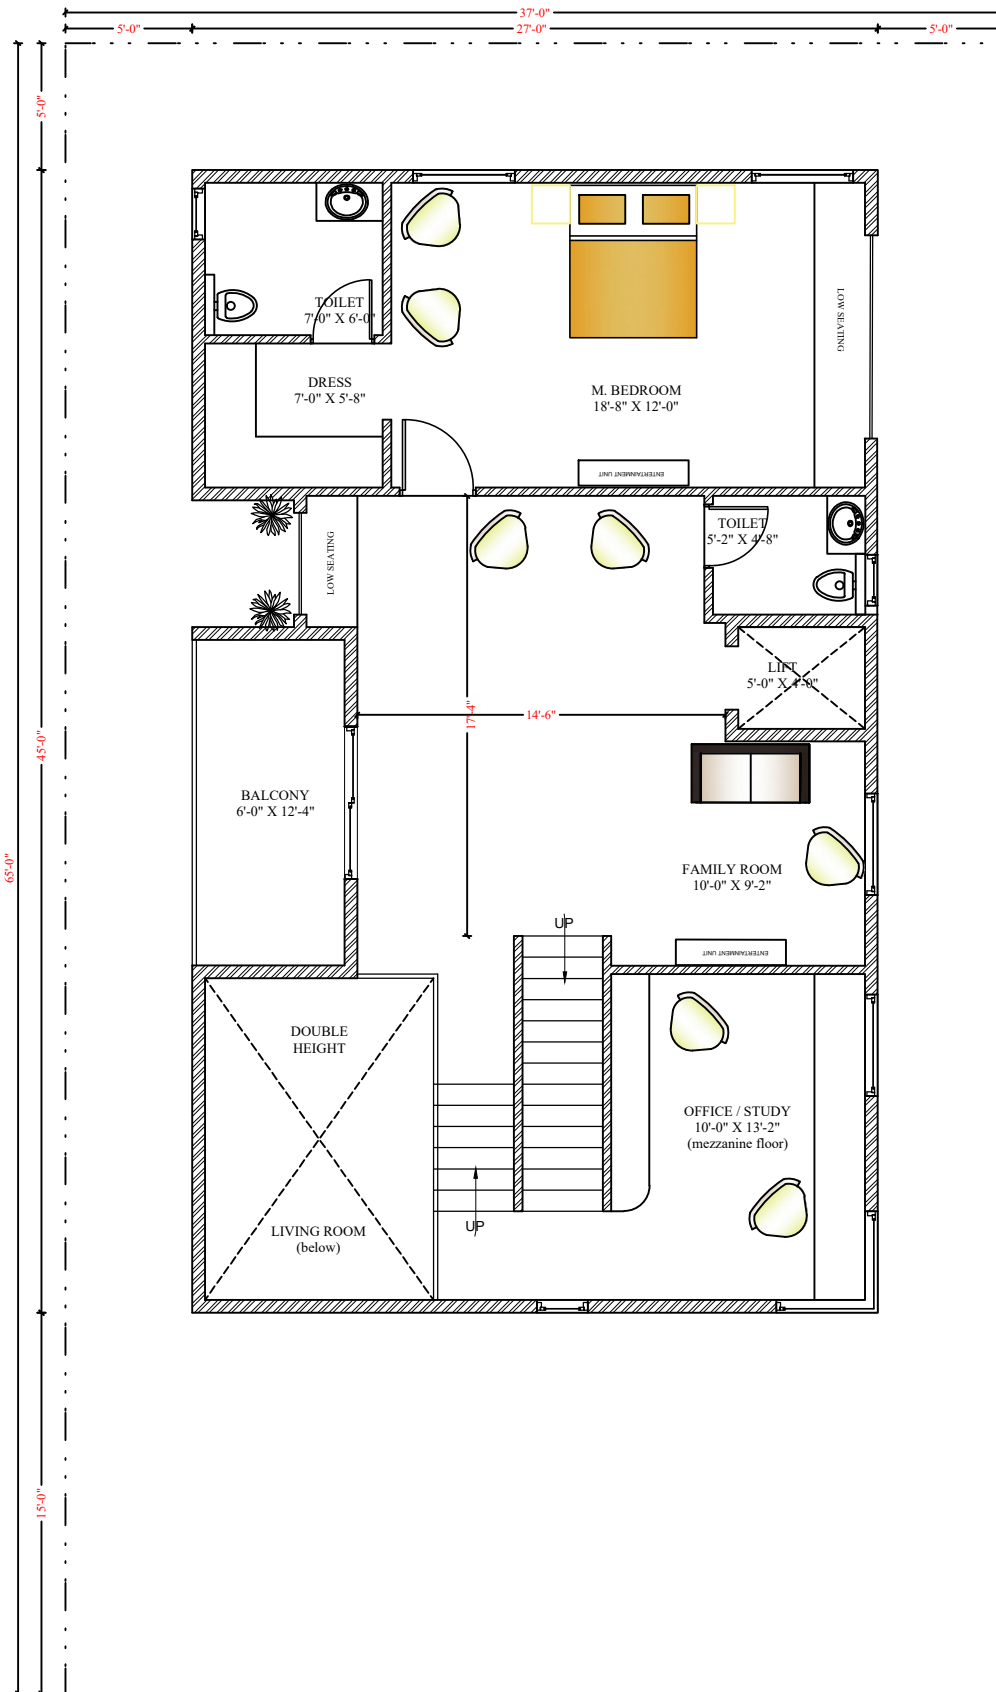 37'-0"
5'-0"
27'-0"
5'-0"
5'-0"
TOILET
7'-0" X 6'-0"
LOW SEATING
DRESS
7'-0" X 5'-8"
M. BEDROOM
18'-8" X 12'-0"
ENTERTAINMENT UNIT
TOILET
5'-2" X 4'-8"
LOW SEATING
LIFT
5'-0" X 4'-0"
17'-4"
14'-6"
45'-0"
BALCONY
6'-0" X 12'-4"
65'-0"
FAMILY ROOM
10'-0" X 9'-2"
UP
ENTERTAINMENT UNIT
DOUBLE
HEIGHT
OFFICE / STUDY
10'-0" X 13'-2"
(mezzanine floor)
UP
LIVING ROOM
(below)
15'-0"